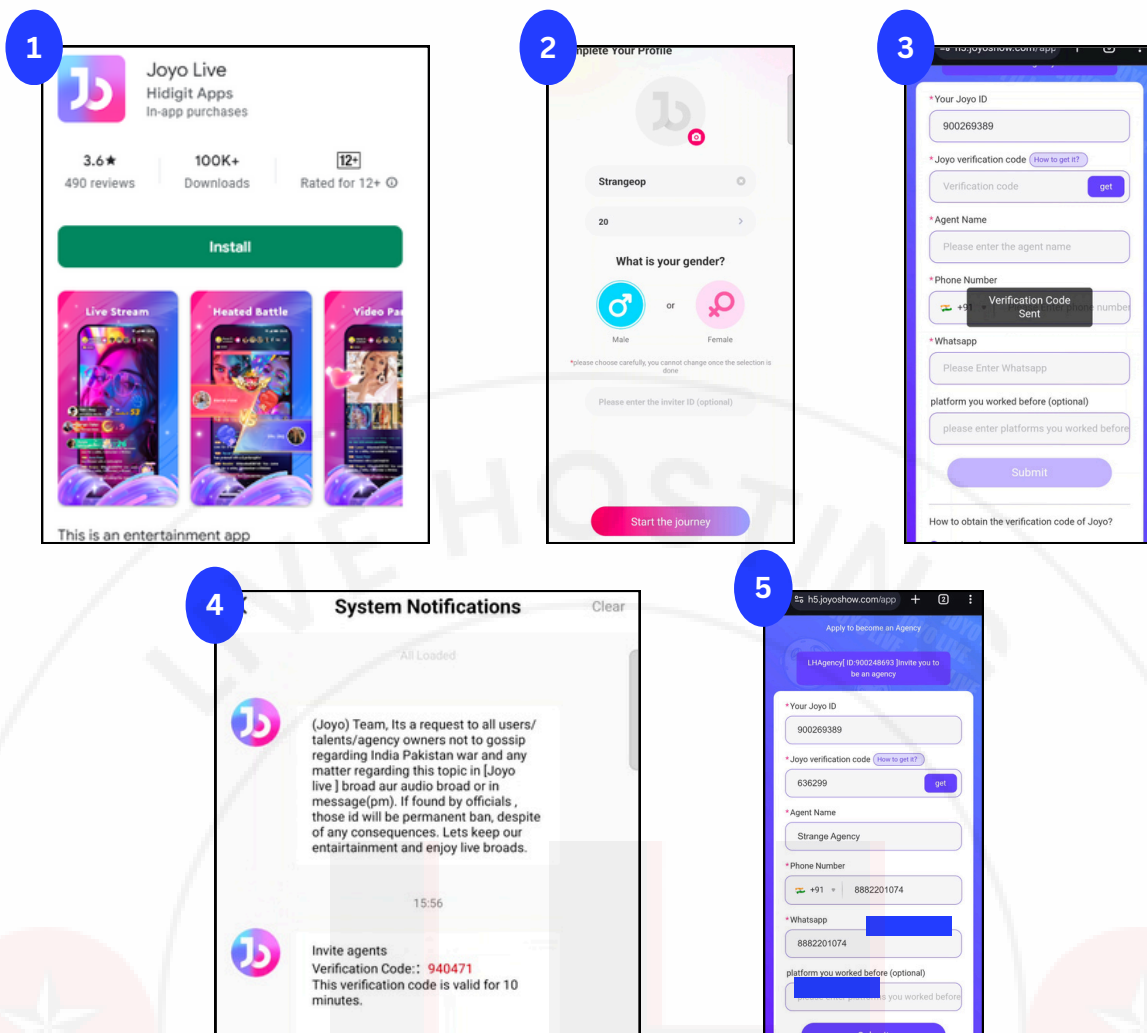 1
Joyo Live
Hidigit Apps
In-app purchases
3.6★ 100K+ 12+
490 reviews Downloads Rated for 12+
Install
Live Stream Heated Battle Video Pa
This is an entertainment app
2
mplete Your Profile
Strangeop
20
What is your gender?
or
Male Female
*please choose carefully, you cannot change once the selection is
done
Please enter the inviter ID (optional)
Start the journey
3
h5.joyoshow.com/app
*Your Joyo ID
900269389
*Joyo verification code How to get it?
Verification code get
*Agent Name
Please enter the agent name
*Phone Number
+91 phone number
Verification Code
Sent
*Whatsapp
Please Enter Whatsapp
platform you worked before (optional)
please enter platforms you worked before
Submit
How to obtain the verification code of Joyo?
4
System Notifications Clear
All Loaded
(Joyo) Team, Its a request to all users/
talents/agency owners not to gossip
regarding India Pakistan war and any
matter regarding this topic in [Joyo
live ] broad aur audio broad or in
message(pm). If found by officials ,
those id will be permanent ban, despite
of any consequences. Lets keep our
entairtainment and enjoy live broads.
15:56
Invite agents
Verification Code:: 940471
This verification code is valid for 10
minutes.
5
h5.joyoshow.com/app + 2
Apply to become an Agency
LHAgency[ ID:900248693 ]invite you to
be an agency
*Your Joyo ID
900269389
*Joyo verification code How to get it?
636299 get
*Agent Name
Strange Agency
*Phone Number
+91 8882201074
*Whatsapp
8882201074
platform you worked before (optional)
you worked before
LIVE HOSTING